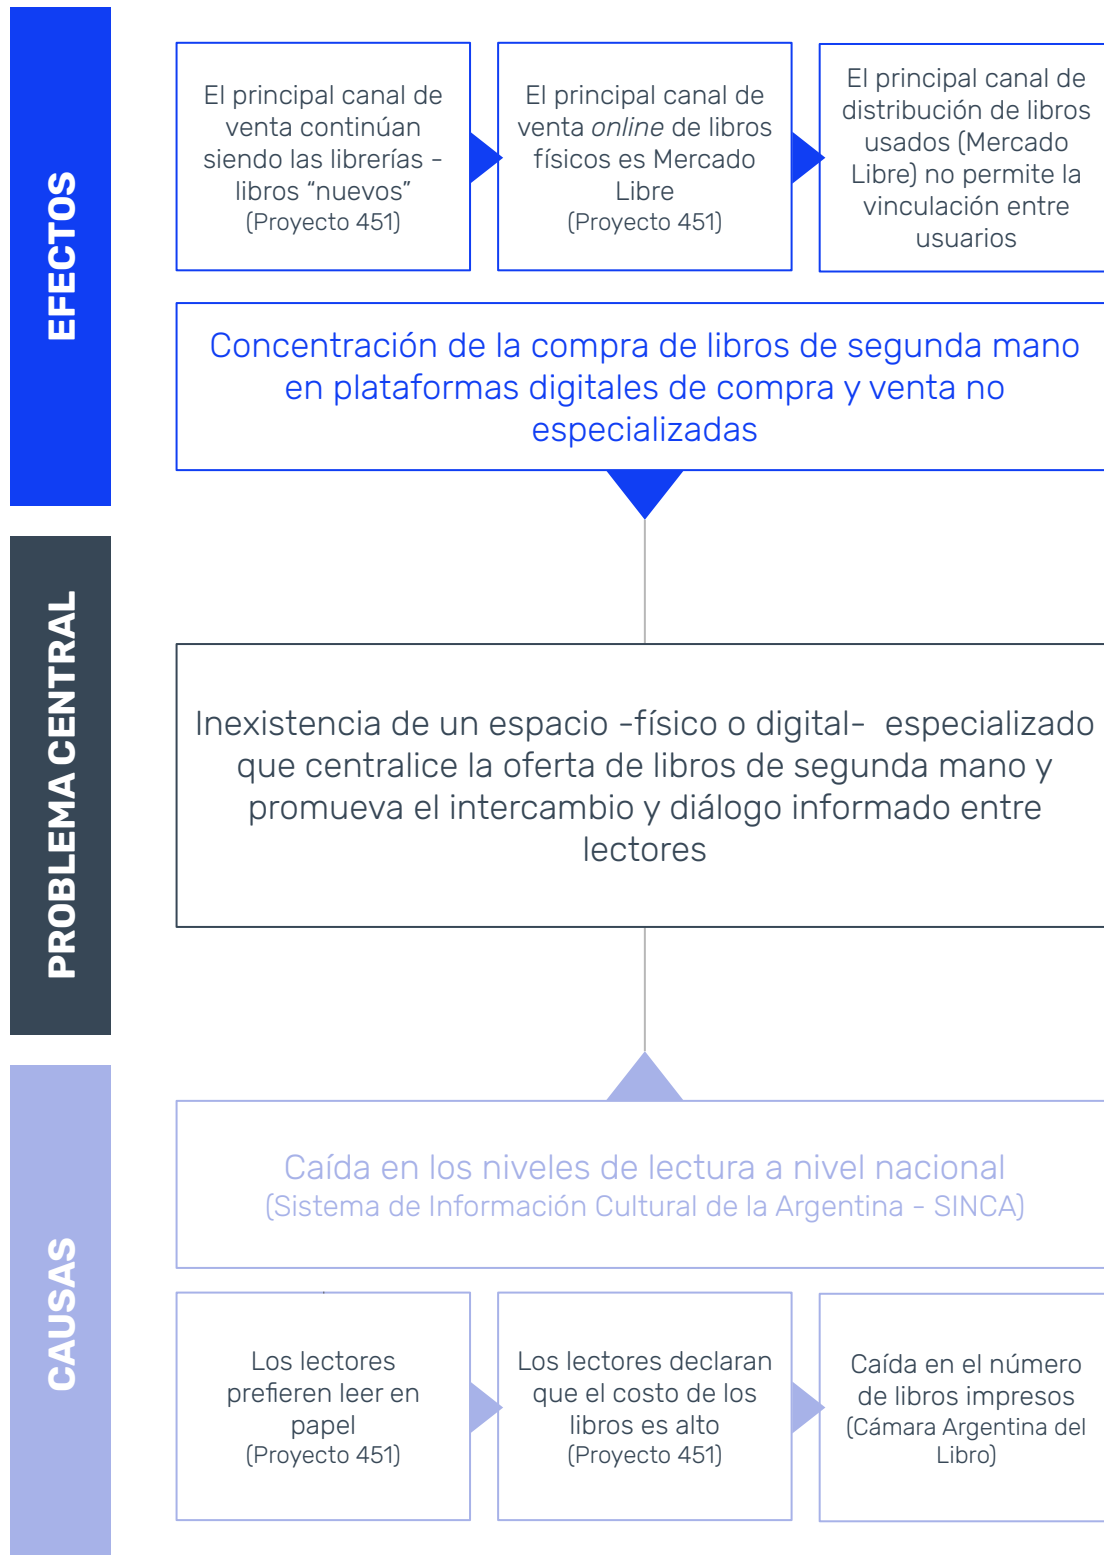 EFECTOS
El principal canal de
venta continúan
siendo las librerías -
libros “nuevos”
(Proyecto 451)
El principal canal de
venta online de libros
físicos es Mercado
Libre
(Proyecto 451)
El principal canal de
distribución de libros
usados (Mercado
Libre) no permite la
vinculación entre
usuarios
Concentración de la compra de libros de segunda mano
en plataformas digitales de compra y venta no
especializadas
PROBLEMA CENTRAL
Inexistencia de un espacio -físico o digital- especializado
que centralice la oferta de libros de segunda mano y
promueva el intercambio y diálogo informado entre
lectores
CAUSAS
Caída en los niveles de lectura a nivel nacional
(Sistema de Información Cultural de la Argentina - SINCA)
Los lectores
prefieren leer en
papel
(Proyecto 451)
Los lectores declaran
que el costo de los
libros es alto
(Proyecto 451)
Caída en el número
de libros impresos
(Cámara Argentina del
Libro)